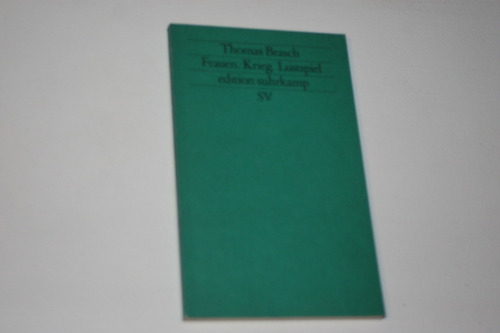 Thomas Brasch
Frauen. Krieg. Lustspiel
edition suhrkamp
SV